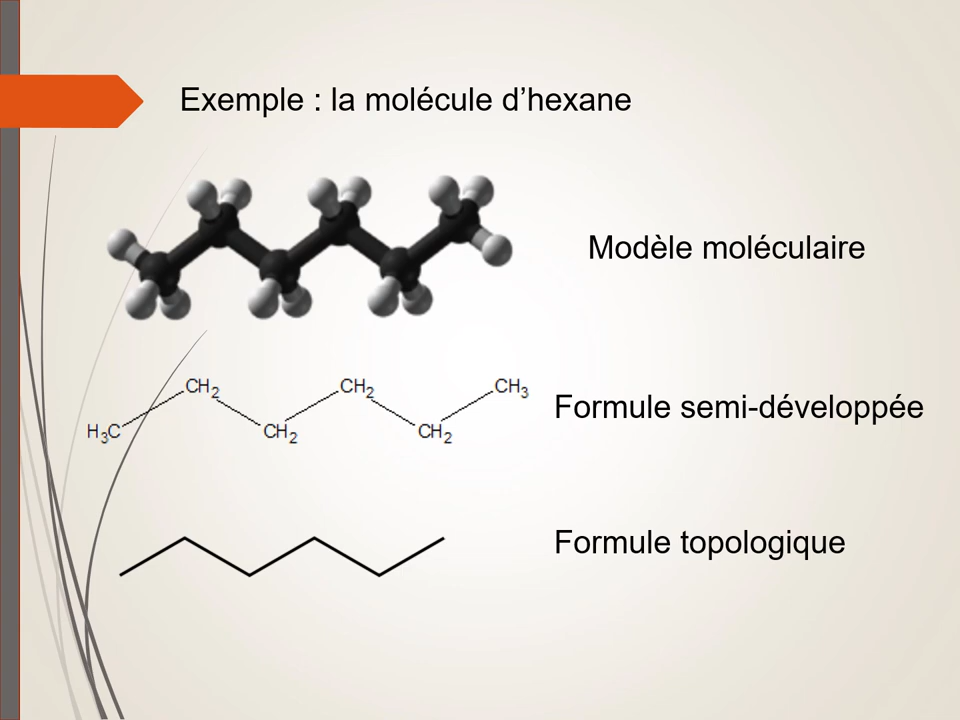 Exemple : la molécule d’hexane
Modèle moléculaire
CH₂ CH₂ CH₃
H₃C CH₂ CH₂
Formule semi-développée
Formule topologique